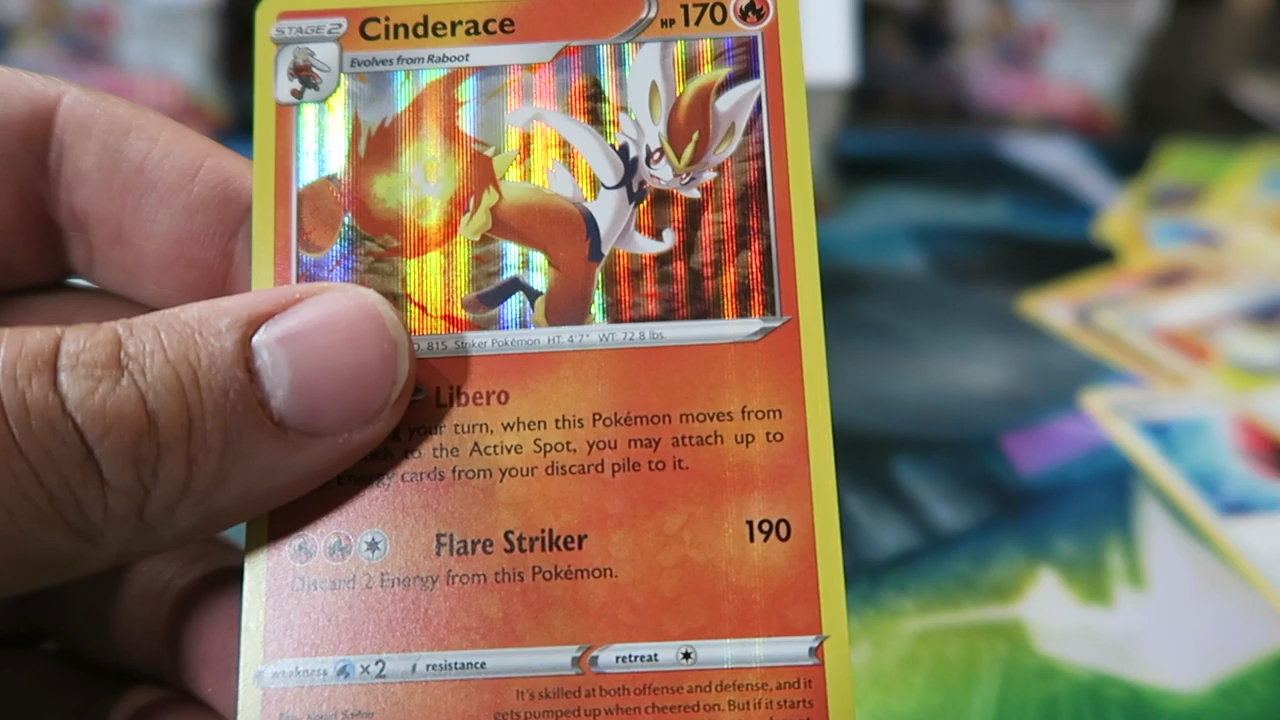 STAGE 2 Cinderace HP 170
Evolves from Raboot
815 Striker Pokémon HT: 4'7" WT: 72.8 lbs.
Libero
your turn, when this Pokémon moves from
to the Active Spot, you may attach up to
Energy cards from your discard pile to it.
Flare Striker 190
Discard 2 Energy from this Pokémon.
weakness ×2 resistance retreat
It's skilled at both offense and defense, and it
gets pumped up when cheered on. But if it starts